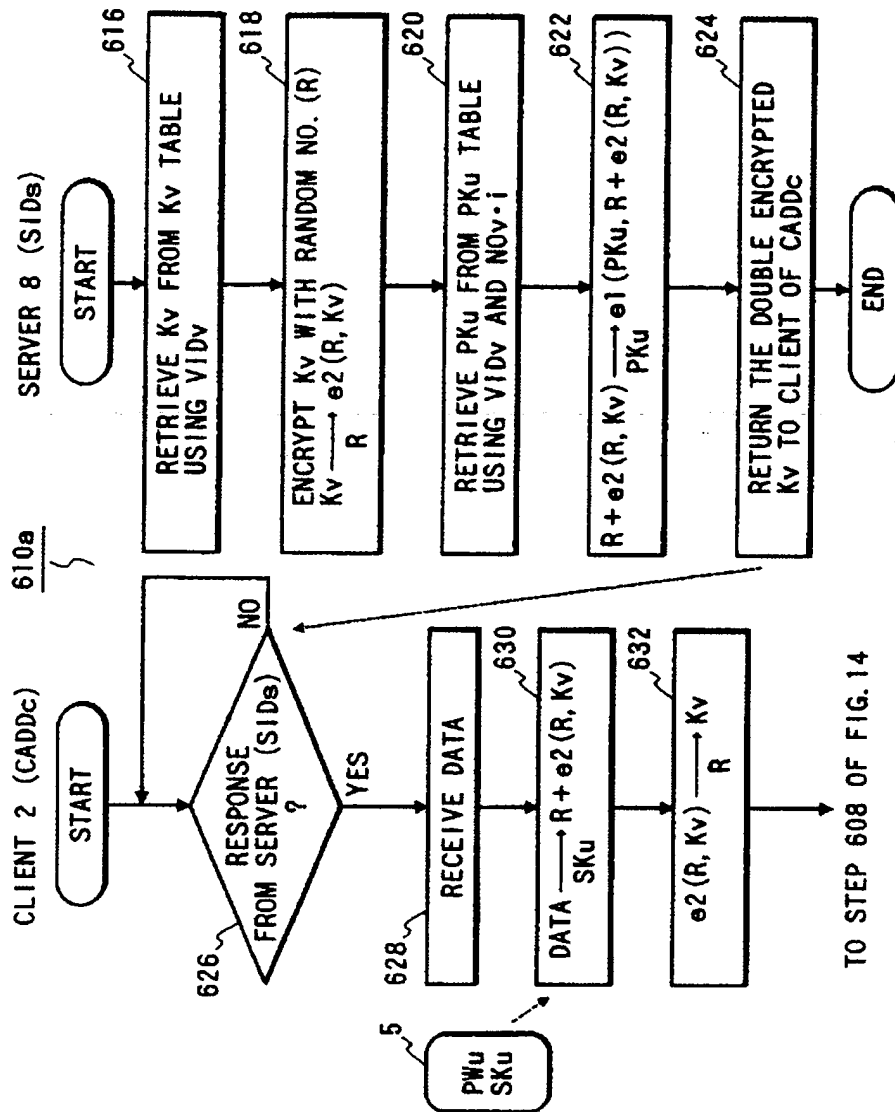 610a
CLIENT 2 (CADDc)
START
626
RESPONSE
FROM SERVER (SIDs)
?
NO
YES
628
RECEIVE DATA
5
PWu
SKu
630
DATA ⟶ R + e2 (R, Kv)
SKu
632
e2 (R, Kv) ⟶ Kv
R
TO STEP 608 OF FIG. 14
SERVER 8 (SIDs)
START
616
RETRIEVE Kv FROM Kv TABLE
USING VIDv
618
ENCRYPT Kv WITH RANDOM NO. (R)
Kv ⟶ e2 (R, Kv)
R
620
RETRIEVE PKu FROM PKu TABLE
USING VIDv AND NOv·i
622
R + e2 (R, Kv) ⟶ e1 (PKu, R + e2 (R, Kv))
PKu
624
RETURN THE DOUBLE ENCRYPTED
Kv TO CLIENT OF CADDc
END